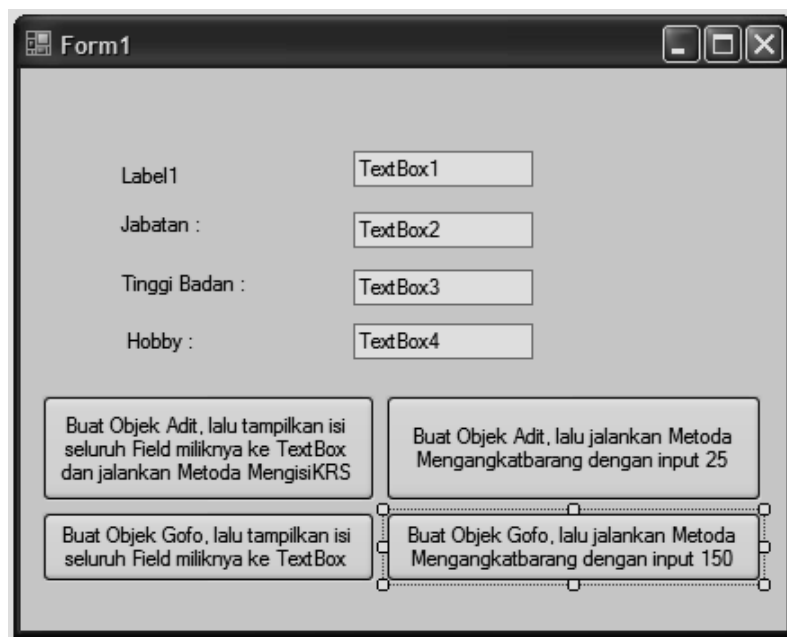 Form1
Label1
TextBox1
Jabatan :
TextBox2
Tinggi Badan :
TextBox3
Hobby :
TextBox4
Buat Objek Adit, lalu tampilkan isi
seluruh Field miliknya ke TextBox
dan jalankan Metoda MengisiKRS
Buat Objek Adit, lalu jalankan Metoda
Mengangkatbarang dengan input 25
Buat Objek Gofo, lalu tampilkan isi
seluruh Field miliknya ke TextBox
Buat Objek Gofo, lalu jalankan Metoda
Mengangkatbarang dengan input 150